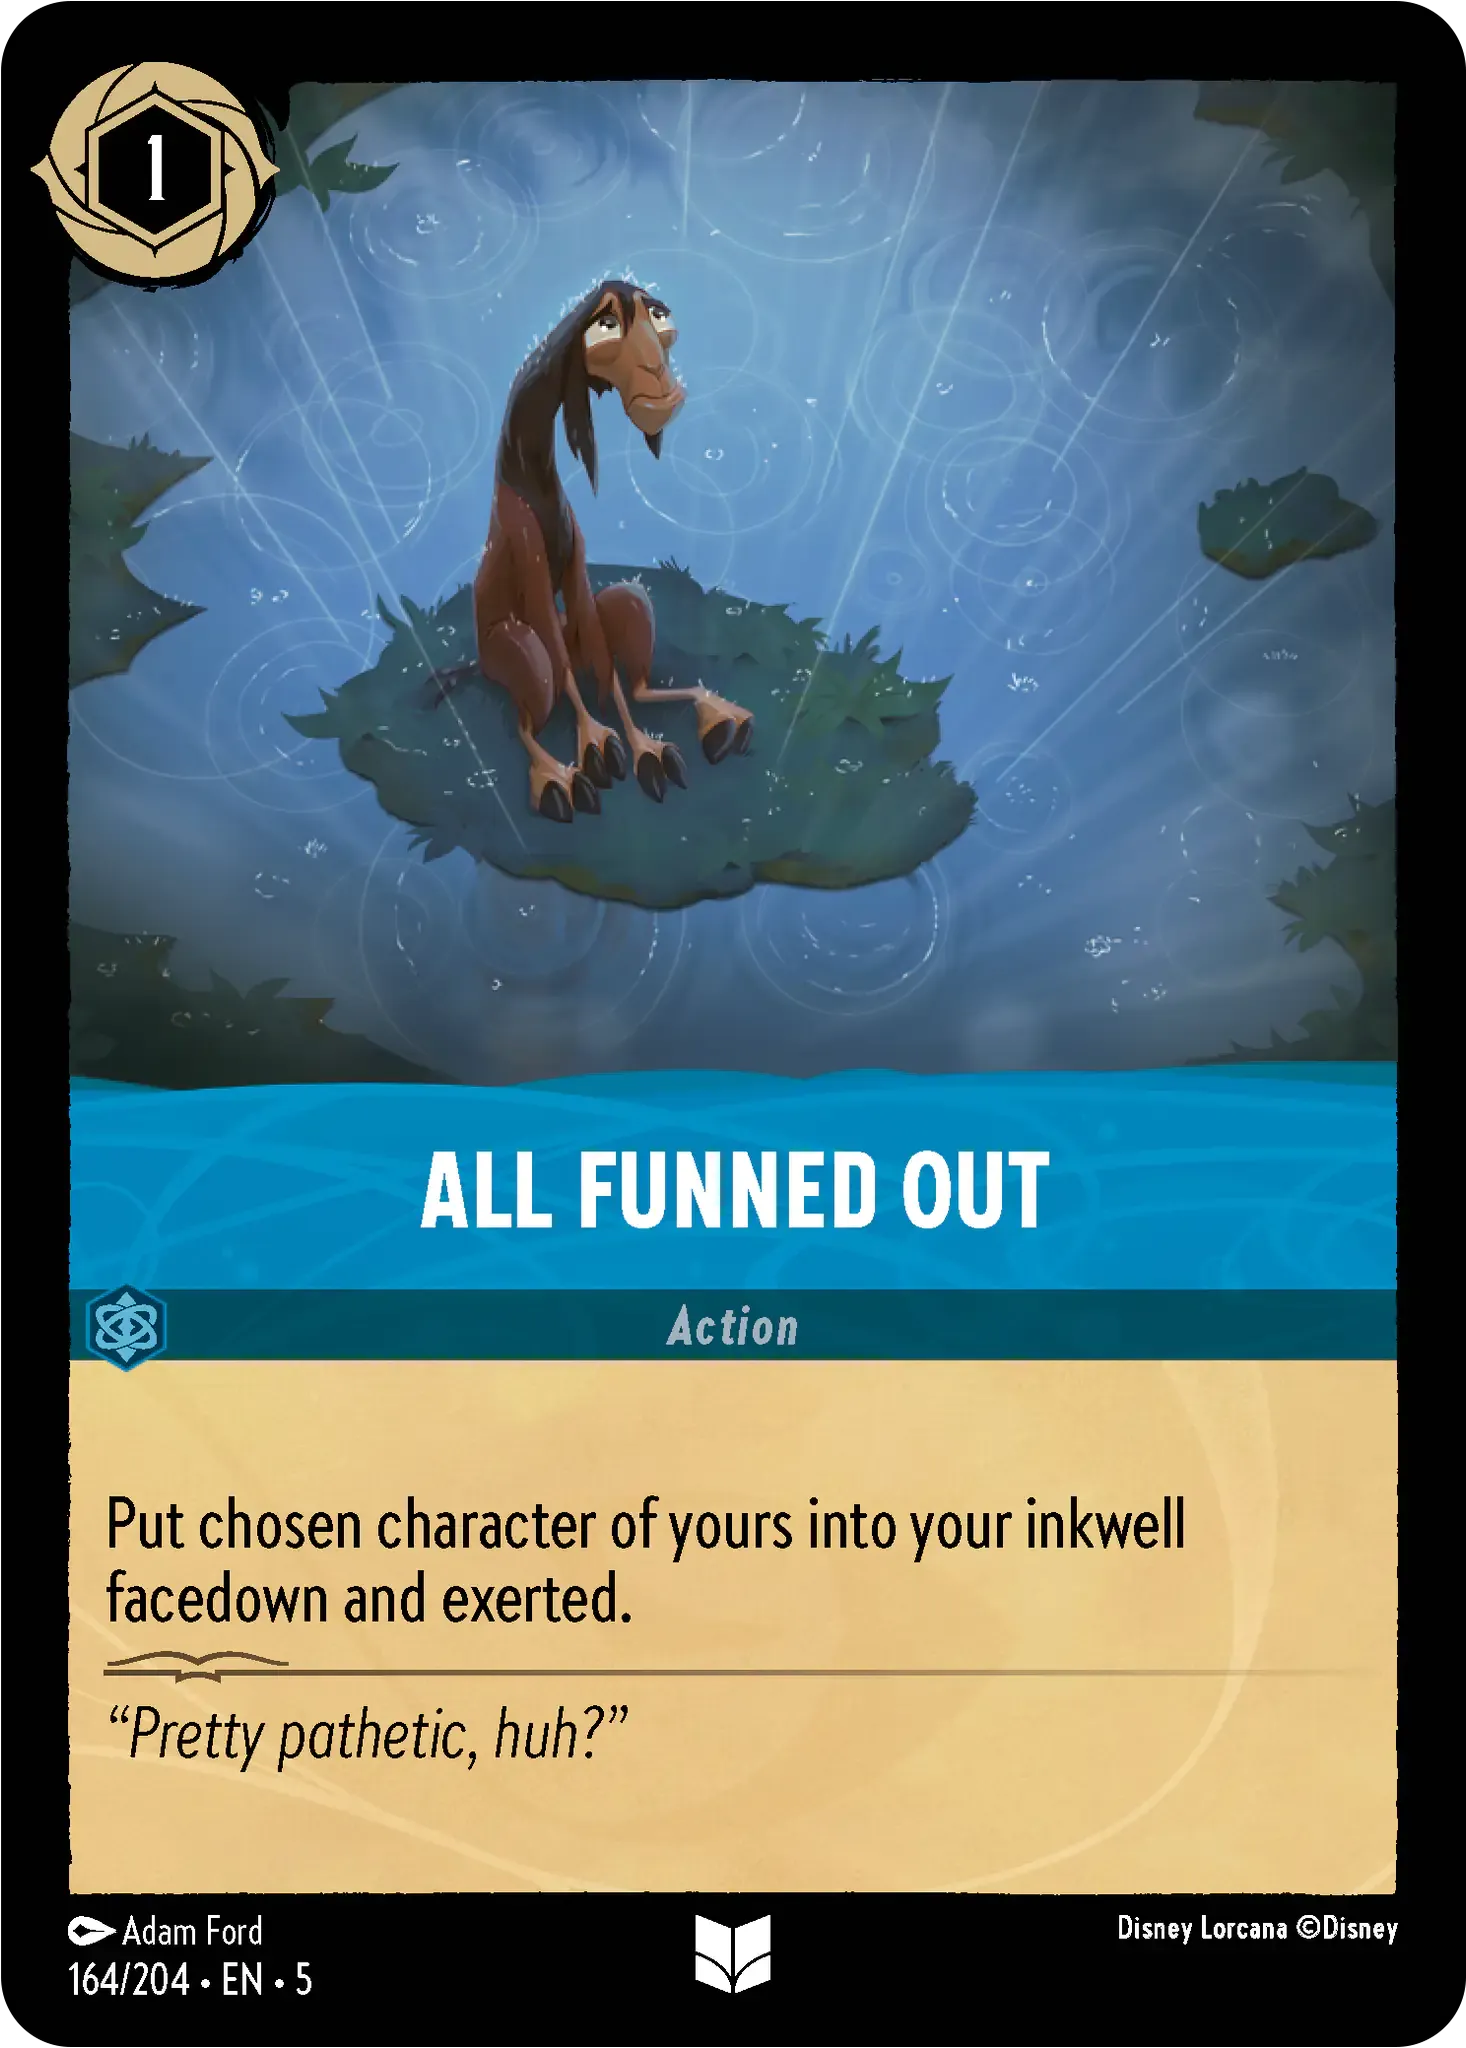 1
ALL FUNNED OUT
Action
Put chosen character of yours into your inkwell
facedown and exerted.
“Pretty pathetic, huh?”
Adam Ford
164/204 • EN • 5
Disney Lorcana ©Disney